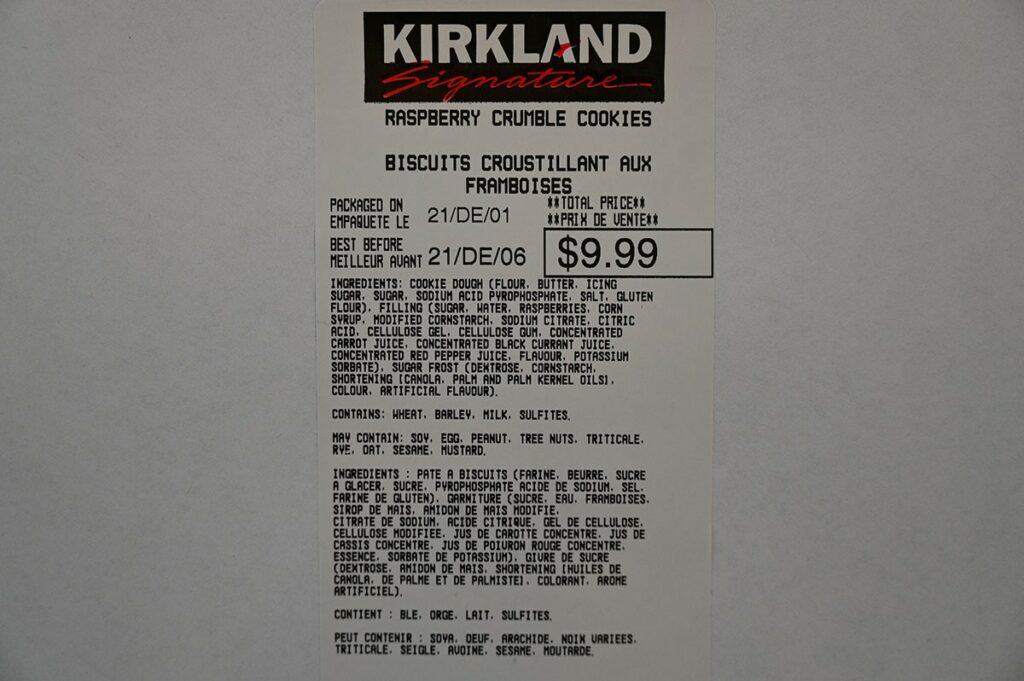 KIRKLAND
Signature
RASPBERRY CRUMBLE COOKIES
BISCUITS CROUSTILLANT AUX
FRAMBOISES
PACKAGED ON
EMPAQUETE LE 21/DE/01
**TOTAL PRICE**
**PRIX DE VENTE**
BEST BEFORE
MEILLEUR AVANT 21/DE/06
$9.99
INGREDIENTS: COOKIE DOUGH (FLOUR, BUTTER, ICING
SUGAR, SUGAR, SODIUM ACID PYROPHOSPHATE, SALT, GLUTEN
FLOUR), FILLING (SUGAR, WATER, RASPBERRIES, CORN
SYRUP, MODIFIED CORNSTARCH, SODIUM CITRATE, CITRIC
ACID, CELLULOSE GEL, CELLULOSE GUM, CONCENTRATED
CARROT JUICE, CONCENTRATED BLACK CURRANT JUICE,
CONCENTRATED RED PEPPER JUICE, FLAVOUR, POTASSIUM
SORBATE), SUGAR FROST (DEXTROSE, CORNSTARCH,
SHORTENING [CANOLA, PALM AND PALM KERNEL OILS],
COLOUR, ARTIFICIAL FLAVOUR).
CONTAINS: WHEAT, BARLEY, MILK, SULFITES.
MAY CONTAIN: SOY, EGG, PEANUT, TREE NUTS, TRITICALE,
RYE, OAT, SESAME, MUSTARD.
INGREDIENTS : PATE A BISCUITS (FARINE, BEURRE, SUCRE
A GLACER, SUCRE, PYROPHOSPHATE ACIDE DE SODIUM, SEL,
FARINE DE GLUTEN), GARNITURE (SUCRE, EAU, FRAMBOISES,
SIROP DE MAIS, AMIDON DE MAIS MODIFIE,
CITRATE DE SODIUM, ACIDE CITRIQUE, GEL DE CELLULOSE,
CELLULOSE MODIFIEE, JUS DE CAROTTE CONCENTRE, JUS DE
CASSIS CONCENTRE, JUS DE POIVRON ROUGE CONCENTRE,
ESSENCE, SORBATE DE POTASSIUM), GIVRE DE SUCRE
(DEXTROSE, AMIDON DE MAIS, SHORTENING [HUILES DE
CANOLA, DE PALME ET DE PALMISTE], COLORANT, AROME
ARTIFICIEL).
CONTIENT : BLE, ORGE, LAIT, SULFITES.
PEUT CONTENIR : SOYA, OEUF, ARACHIDE, NOIX VARIEES,
TRITICALE, SEIGLE, AVOINE, SESAME, MOUTARDE.